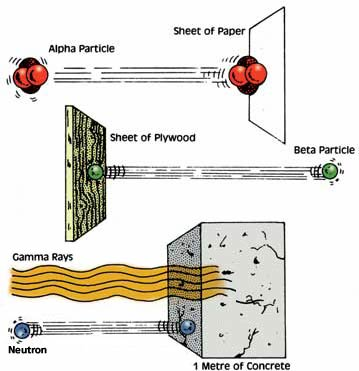 Sheet of Paper
Alpha Particle
Sheet of Plywood
Beta Particle
Gamma Rays
Neutron
1 Metre of Concrete